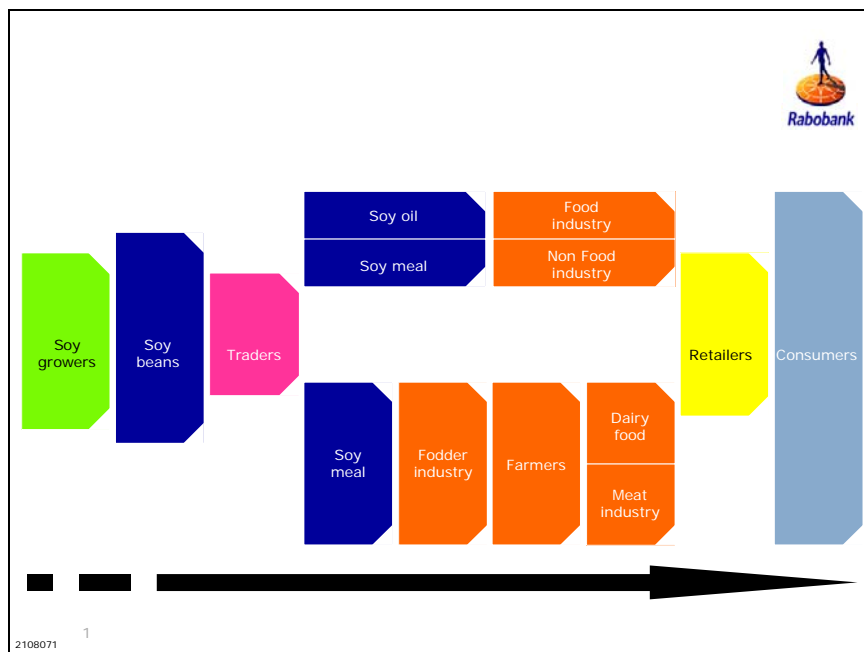 Rabobank
Soy oil
Food
industry
Soy meal
Non Food
industry
Soy
growers
Soy
beans
Traders
Retailers
Consumers
Soy
meal
Fodder
industry
Farmers
Dairy
food
Meat
industry
1
2108071